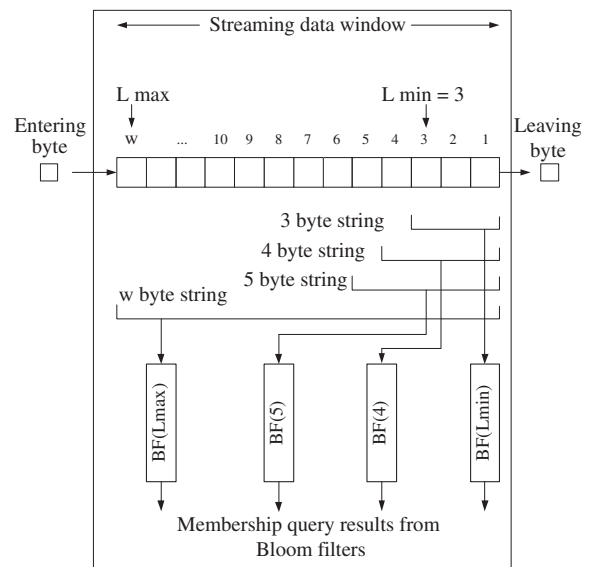 Streaming data window
L max
L min = 3
Entering
byte
w ... 10 9 8 7 6 5 4 3 2 1
Leaving
byte
3 byte string
4 byte string
5 byte string
w byte string
BF(Lmax)
BF(5)
BF(4)
BF(Lmin)
Membership query results from
Bloom filters